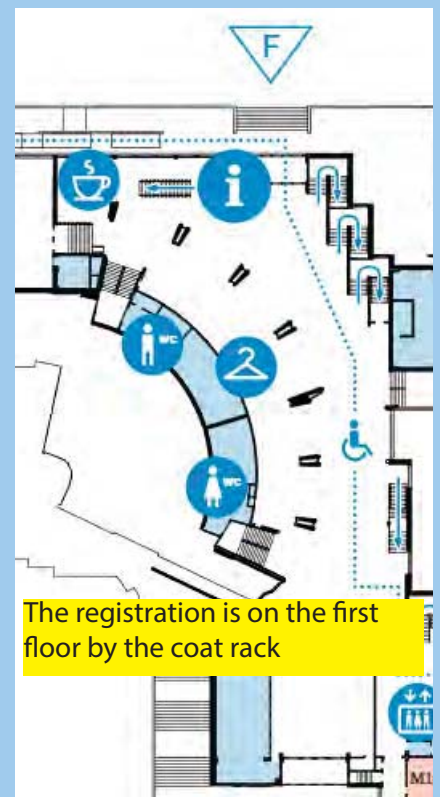 F
i
WC
WC
The registration is on the first
floor by the coat rack
M1